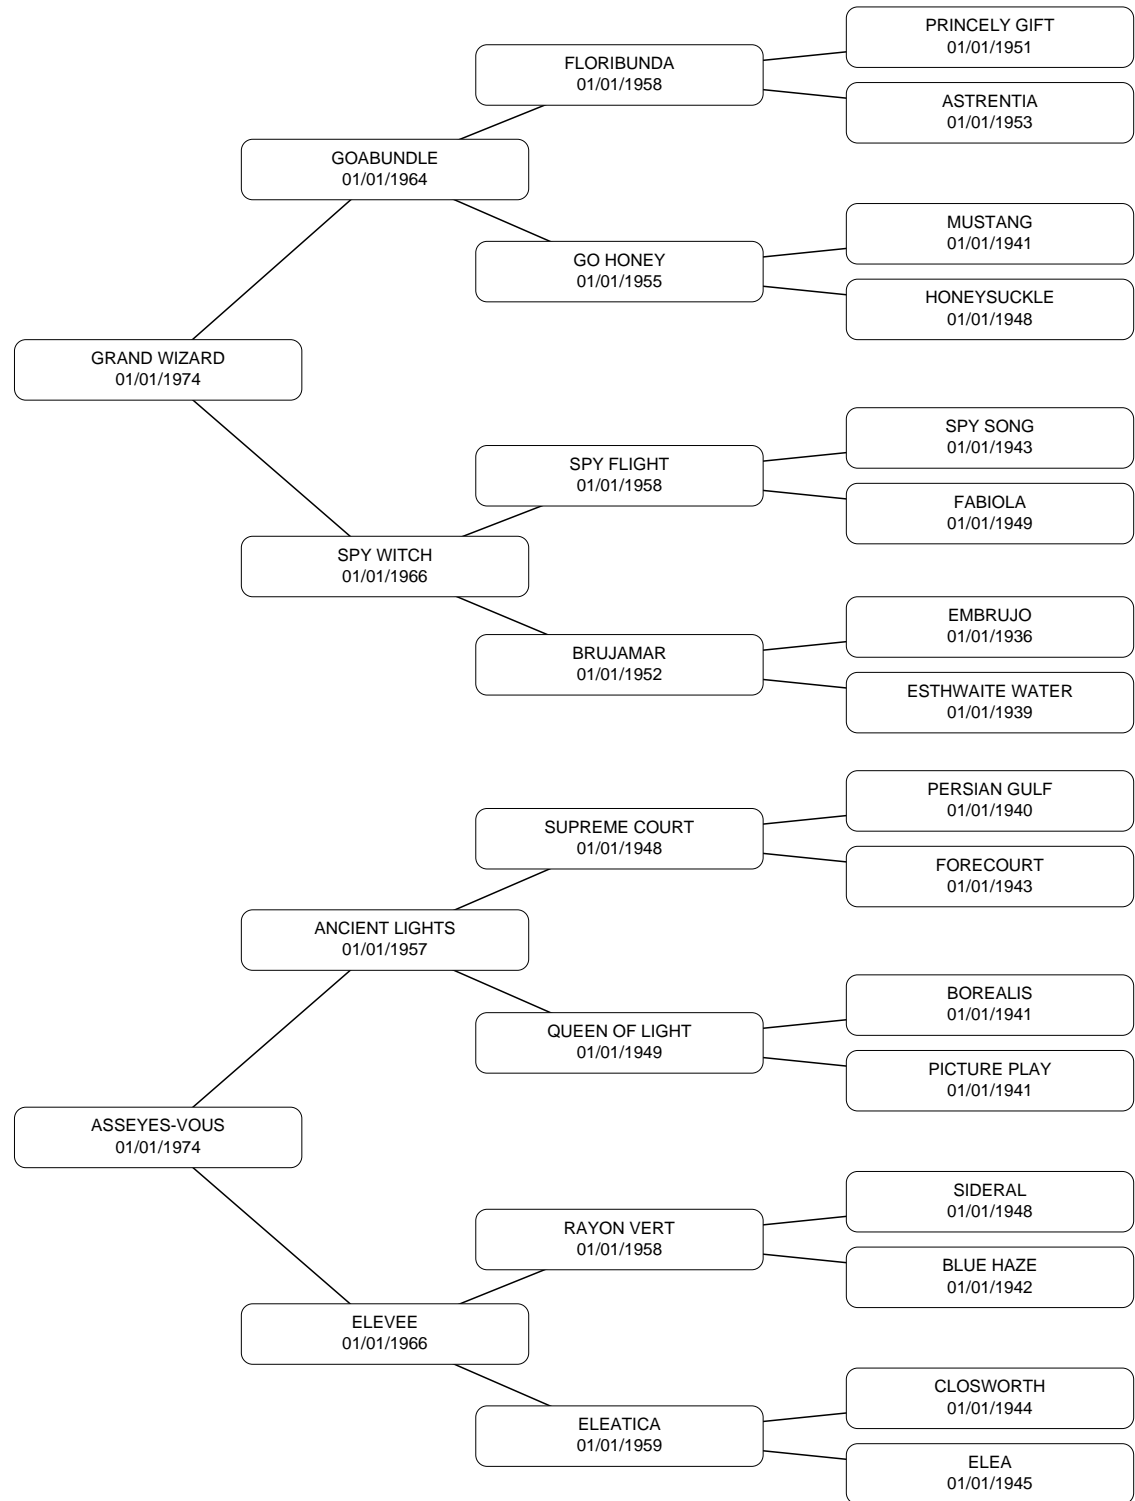 PRINCELY GIFT
01/01/1951
FLORIBUNDA
01/01/1958
ASTRENTIA
01/01/1953
GOABUNDLE
01/01/1964
MUSTANG
01/01/1941
GO HONEY
01/01/1955
HONEYSUCKLE
01/01/1948
GRAND WIZARD
01/01/1974
SPY SONG
01/01/1943
SPY FLIGHT
01/01/1958
FABIOLA
01/01/1949
SPY WITCH
01/01/1966
EMBRUJO
01/01/1936
BRUJAMAR
01/01/1952
ESTHWAITE WATER
01/01/1939
PERSIAN GULF
01/01/1940
SUPREME COURT
01/01/1948
FORECOURT
01/01/1943
ANCIENT LIGHTS
01/01/1957
BOREALIS
01/01/1941
QUEEN OF LIGHT
01/01/1949
PICTURE PLAY
01/01/1941
ASSEYES-VOUS
01/01/1974
SIDERAL
01/01/1948
RAYON VERT
01/01/1958
BLUE HAZE
01/01/1942
ELEVEE
01/01/1966
CLOSWORTH
01/01/1944
ELEATICA
01/01/1959
ELEA
01/01/1945